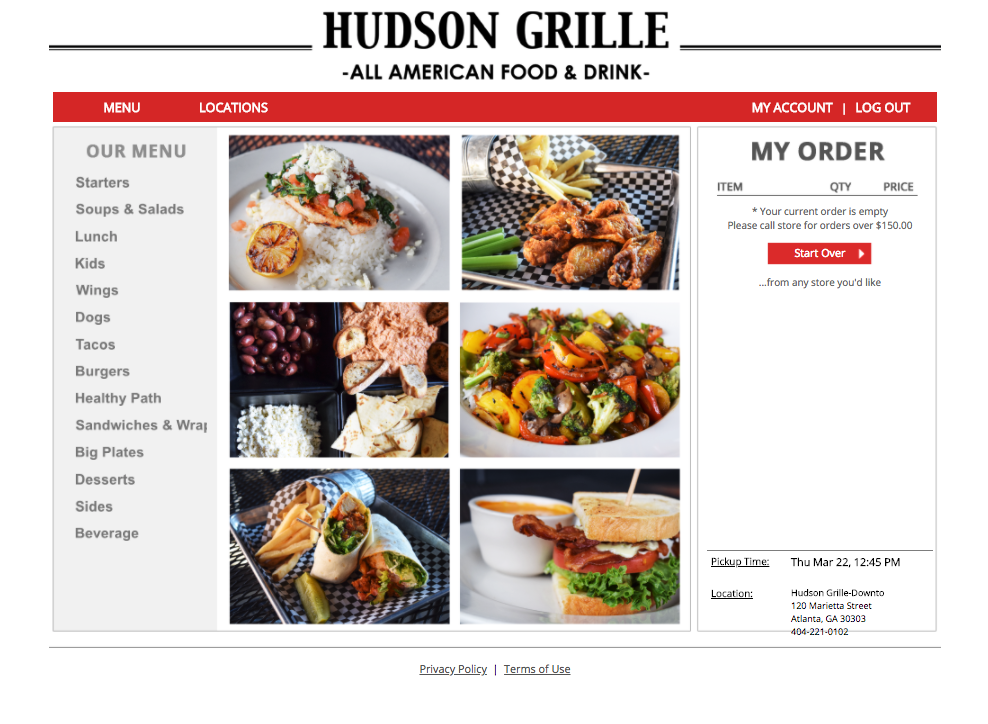 HUDSON GRILLE
-ALL AMERICAN FOOD & DRINK-
MENU LOCATIONS MY ACCOUNT | LOG OUT
OUR MENU
Starters
Soups & Salads
Lunch
Kids
Wings
Dogs
Tacos
Burgers
Healthy Path
Sandwiches & Wrap
Big Plates
Desserts
Sides
Beverage
MY ORDER
ITEM QTY PRICE
* Your current order is empty
Please call store for orders over $150.00
Start Over
...from any store you'd like
Pickup Time: Thu Mar 22, 12:45 PM
Location: Hudson Grille-Downto
120 Marietta Street
Atlanta, GA 30303
404-221-0102
Privacy Policy | Terms of Use